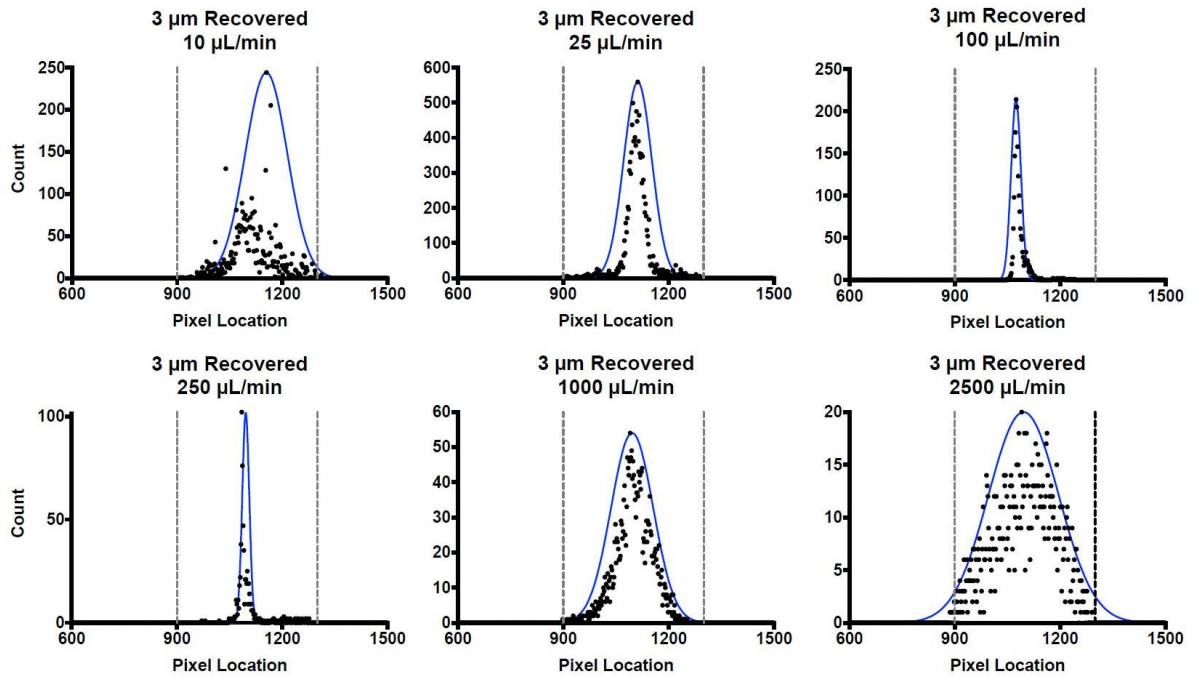 3 µm Recovered
10 µL/min
250
200
150
100
50
0
Count
600
900
1200
1500
Pixel Location
3 µm Recovered
25 µL/min
600
500
400
300
200
100
0
600
900
1200
1500
Pixel Location
3 µm Recovered
100 µL/min
250
200
150
100
50
0
600
900
1200
1500
Pixel Location
3 µm Recovered
250 µL/min
100
50
0
Count
600
900
1200
1500
Pixel Location
3 µm Recovered
1000 µL/min
60
50
40
30
20
10
0
600
900
1200
1500
Pixel Location
3 µm Recovered
2500 µL/min
20
15
10
5
0
600
900
1200
1500
Pixel Location